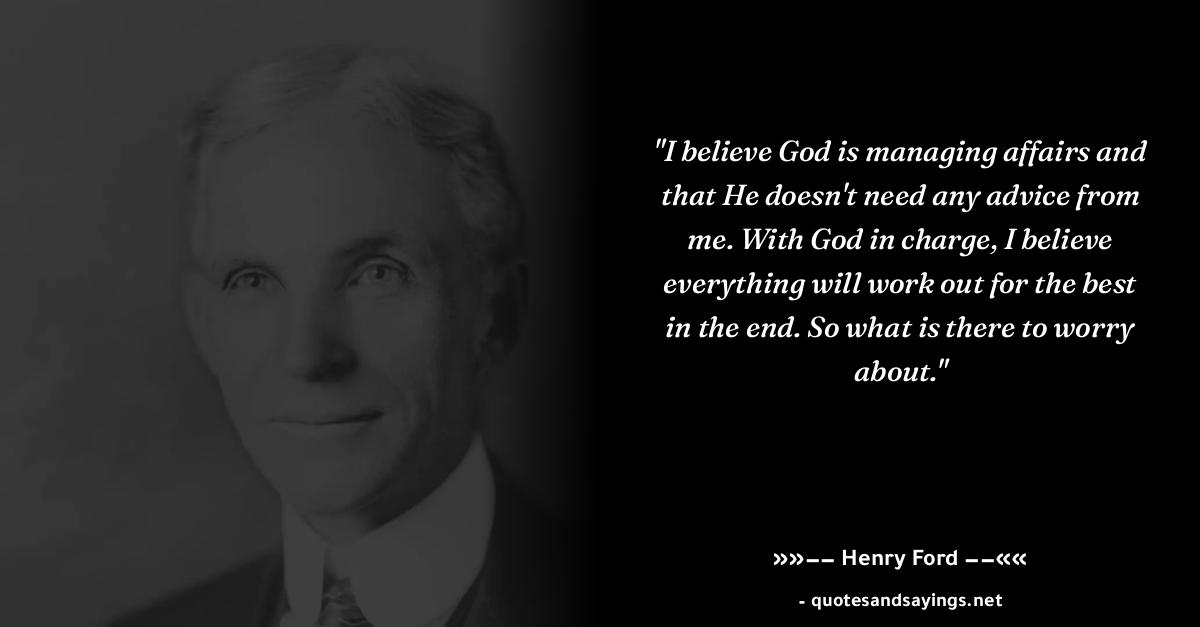 "I believe God is managing affairs and
that He doesn't need any advice from
me. With God in charge, I believe
everything will work out for the best
in the end. So what is there to worry
about."
»»−− Henry Ford −−««
- quotesandsayings.net